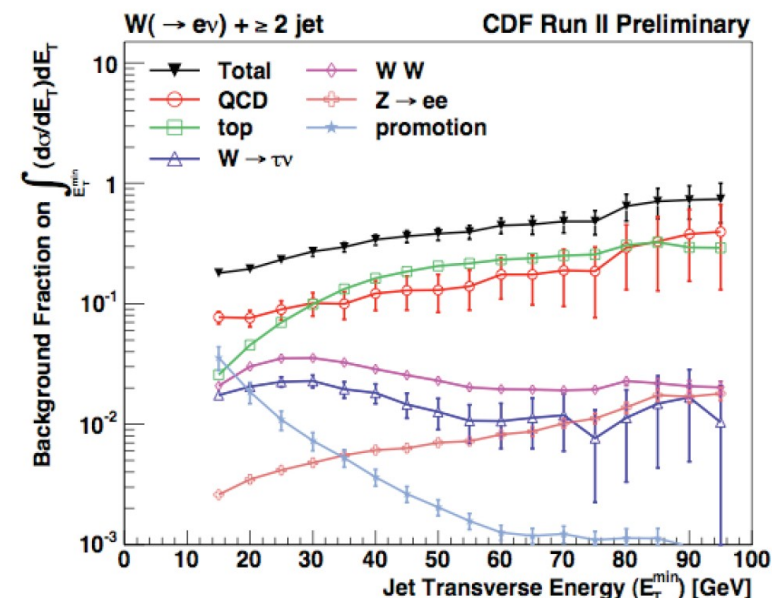 W( → eν) + ≥ 2 jet
CDF Run II Preliminary
Background Fraction on ∫_{E_T^{min}} (dσ/dE_T)dE_T
10
1
10⁻¹
10⁻²
10⁻³
Total
QCD
top
W → τν
W W
Z → ee
promotion
0 10 20 30 40 50 60 70 80 90 100
Jet Transverse Energy (E_T^{min}) [GeV]